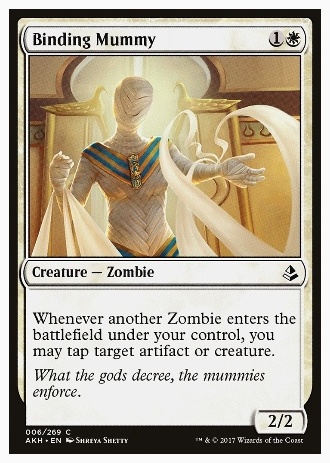 Binding Mummy 1
Creature — Zombie
Whenever another Zombie enters the
battlefield under your control, you
may tap target artifact or creature.
What the gods decree, the mummies
enforce.
2/2
006/269 C
AKH • EN Shreya Shetty ™ & © 2017 Wizards of the Coast